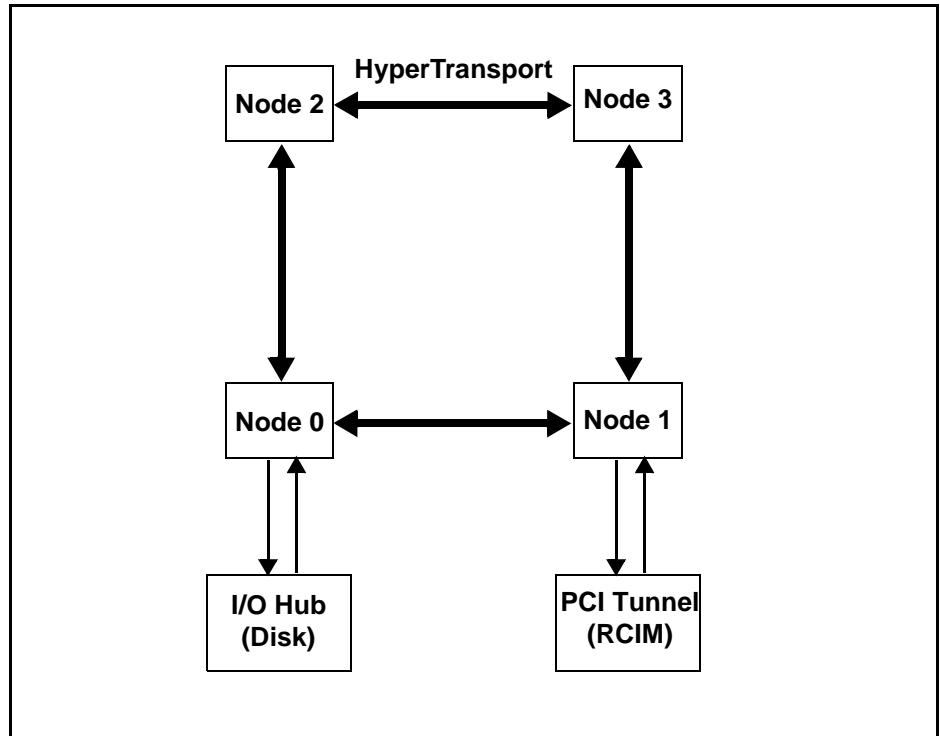 HyperTransport
Node 2
Node 3
Node 0
Node 1
I/O Hub
(Disk)
PCI Tunnel
(RCIM)